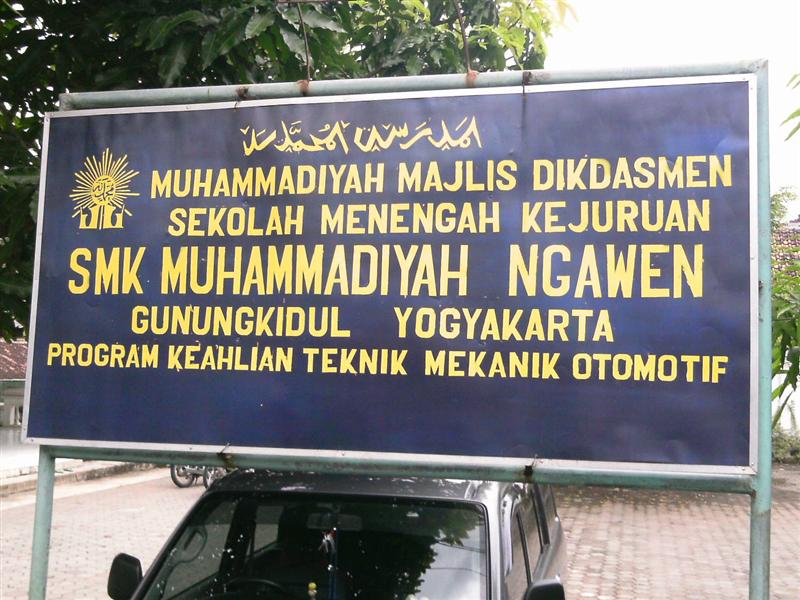 المدرسة المحمدية
MUHAMMADIYAH MAJLIS DIKDASMEN
SEKOLAH MENENGAH KEJURUAN
SMK MUHAMMADIYAH NGAWEN
GUNUNGKIDUL YOGYAKARTA
PROGRAM KEAHLIAN TEKNIK MEKANIK OTOMOTIF